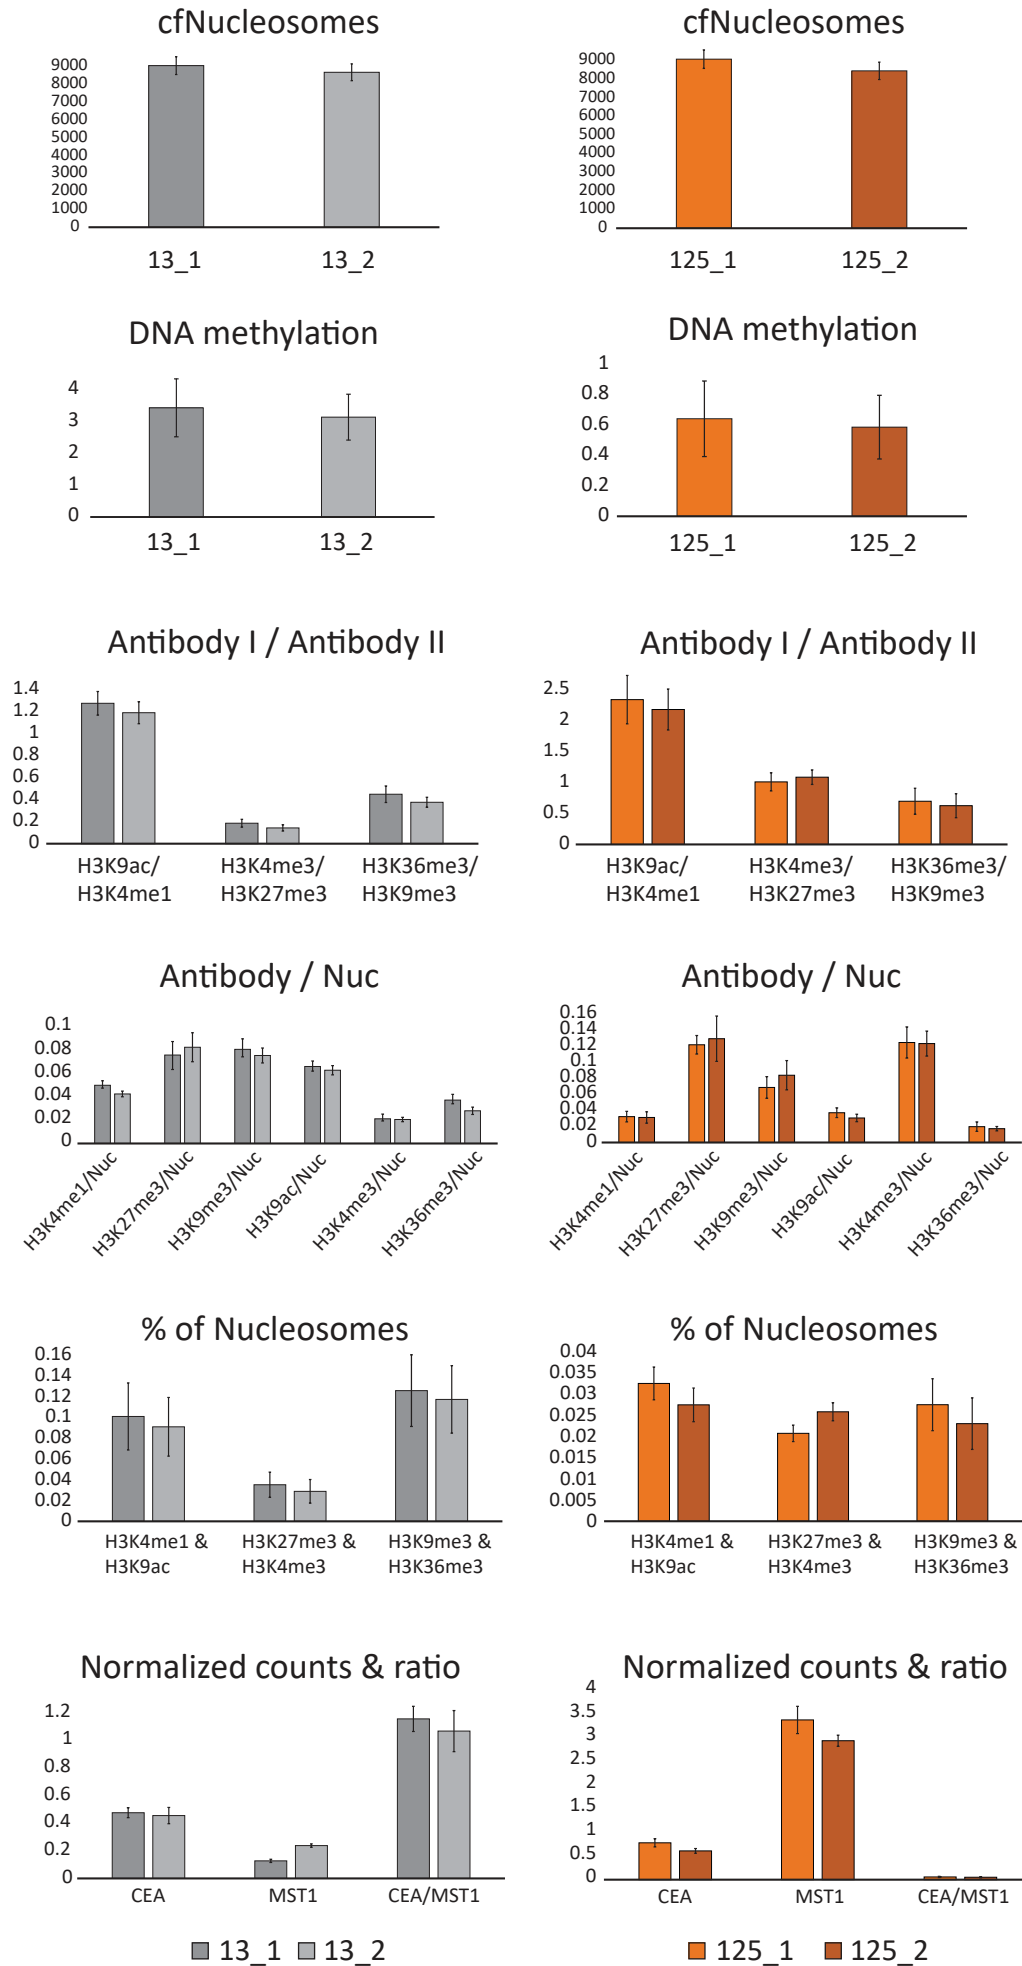 cfNucleosomes
9000
8000
7000
6000
5000
4000
3000
2000
1000
0
13_1 13_2
cfNucleosomes
9000
8000
7000
6000
5000
4000
3000
2000
1000
0
125_1 125_2
DNA methylation
4
3
2
1
0
13_1 13_2
DNA methylation
1
0.8
0.6
0.4
0.2
0
125_1 125_2
Antibody I / Antibody II
1.4
1.2
1
0.8
0.6
0.4
0.2
0
H3K9ac/ H3K4me3/ H3K36me3/
H3K4me1 H3K27me3 H3K9me3
Antibody I / Antibody II
2.5
2
1.5
1
0.5
0
H3K9ac/ H3K4me3/ H3K36me3/
H3K4me1 H3K27me3 H3K9me3
Antibody / Nuc
0.1
0.08
0.06
0.04
0.02
0
H3K4me1/Nuc
H3K27me3/Nuc
H3K9me3/Nuc
H3K9ac/Nuc
H3K4me3/Nuc
H3K36me3/Nuc
Antibody / Nuc
0.16
0.14
0.12
0.1
0.08
0.06
0.04
0.02
0
H3K4me1/Nuc
H3K27me3/Nuc
H3K9me3/Nuc
H3K9ac/Nuc
H3K4me3/Nuc
H3K36me3/Nuc
% of Nucleosomes
0.16
0.14
0.12
0.1
0.08
0.06
0.04
0.02
0
H3K4me1 & H3K27me3 & H3K9me3 &
H3K9ac H3K4me3 H3K36me3
% of Nucleosomes
0.04
0.035
0.03
0.025
0.02
0.015
0.01
0.005
0
H3K4me1 & H3K27me3 & H3K9me3 &
H3K9ac H3K4me3 H3K36me3
Normalized counts & ratio
1.2
1
0.8
0.6
0.4
0.2
0
CEA MST1 CEA/MST1
Normalized counts & ratio
4
3.5
3
2.5
2
1.5
1
0.5
0
CEA MST1 CEA/MST1
13_1 13_2
125_1 125_2